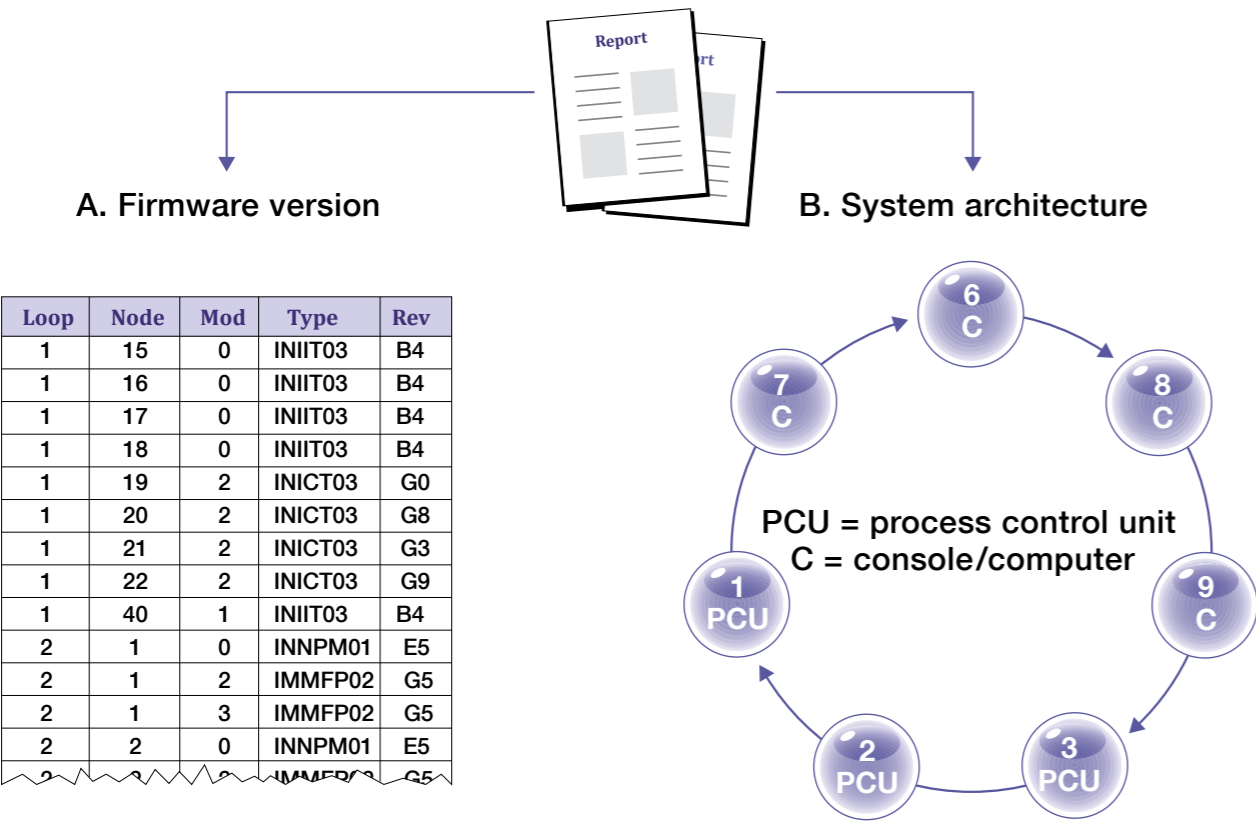 Report
rt
A. Firmware version
B. System architecture
Loop Node Mod Type Rev
1 15 0 INIIT03 B4
1 16 0 INIIT03 B4
1 17 0 INIIT03 B4
1 18 0 INIIT03 B4
1 19 2 INICT03 G0
1 20 2 INICT03 G8
1 21 2 INICT03 G3
1 22 2 INICT03 G9
1 40 1 INIIT03 B4
2 1 0 INNPM01 E5
2 1 2 IMMFP02 G5
2 1 3 IMMFP02 G5
2 2 0 INNPM01 E5
6
C
7
C
8
C
PCU = process control unit
C = console/computer
1
PCU
9
C
2
PCU
3
PCU